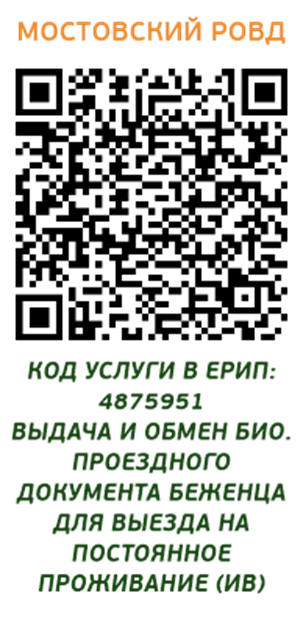 МОСТОВСКИЙ РОВД
КОД УСЛУГИ В ЕРИП:
4875951
ВЫДАЧА И ОБМЕН БИО.
ПРОЕЗДНОГО
ДОКУМЕНТА БЕЖЕНЦА
ДЛЯ ВЫЕЗДА НА
ПОСТОЯННОЕ
ПРОЖИВАНИЕ (ИВ)